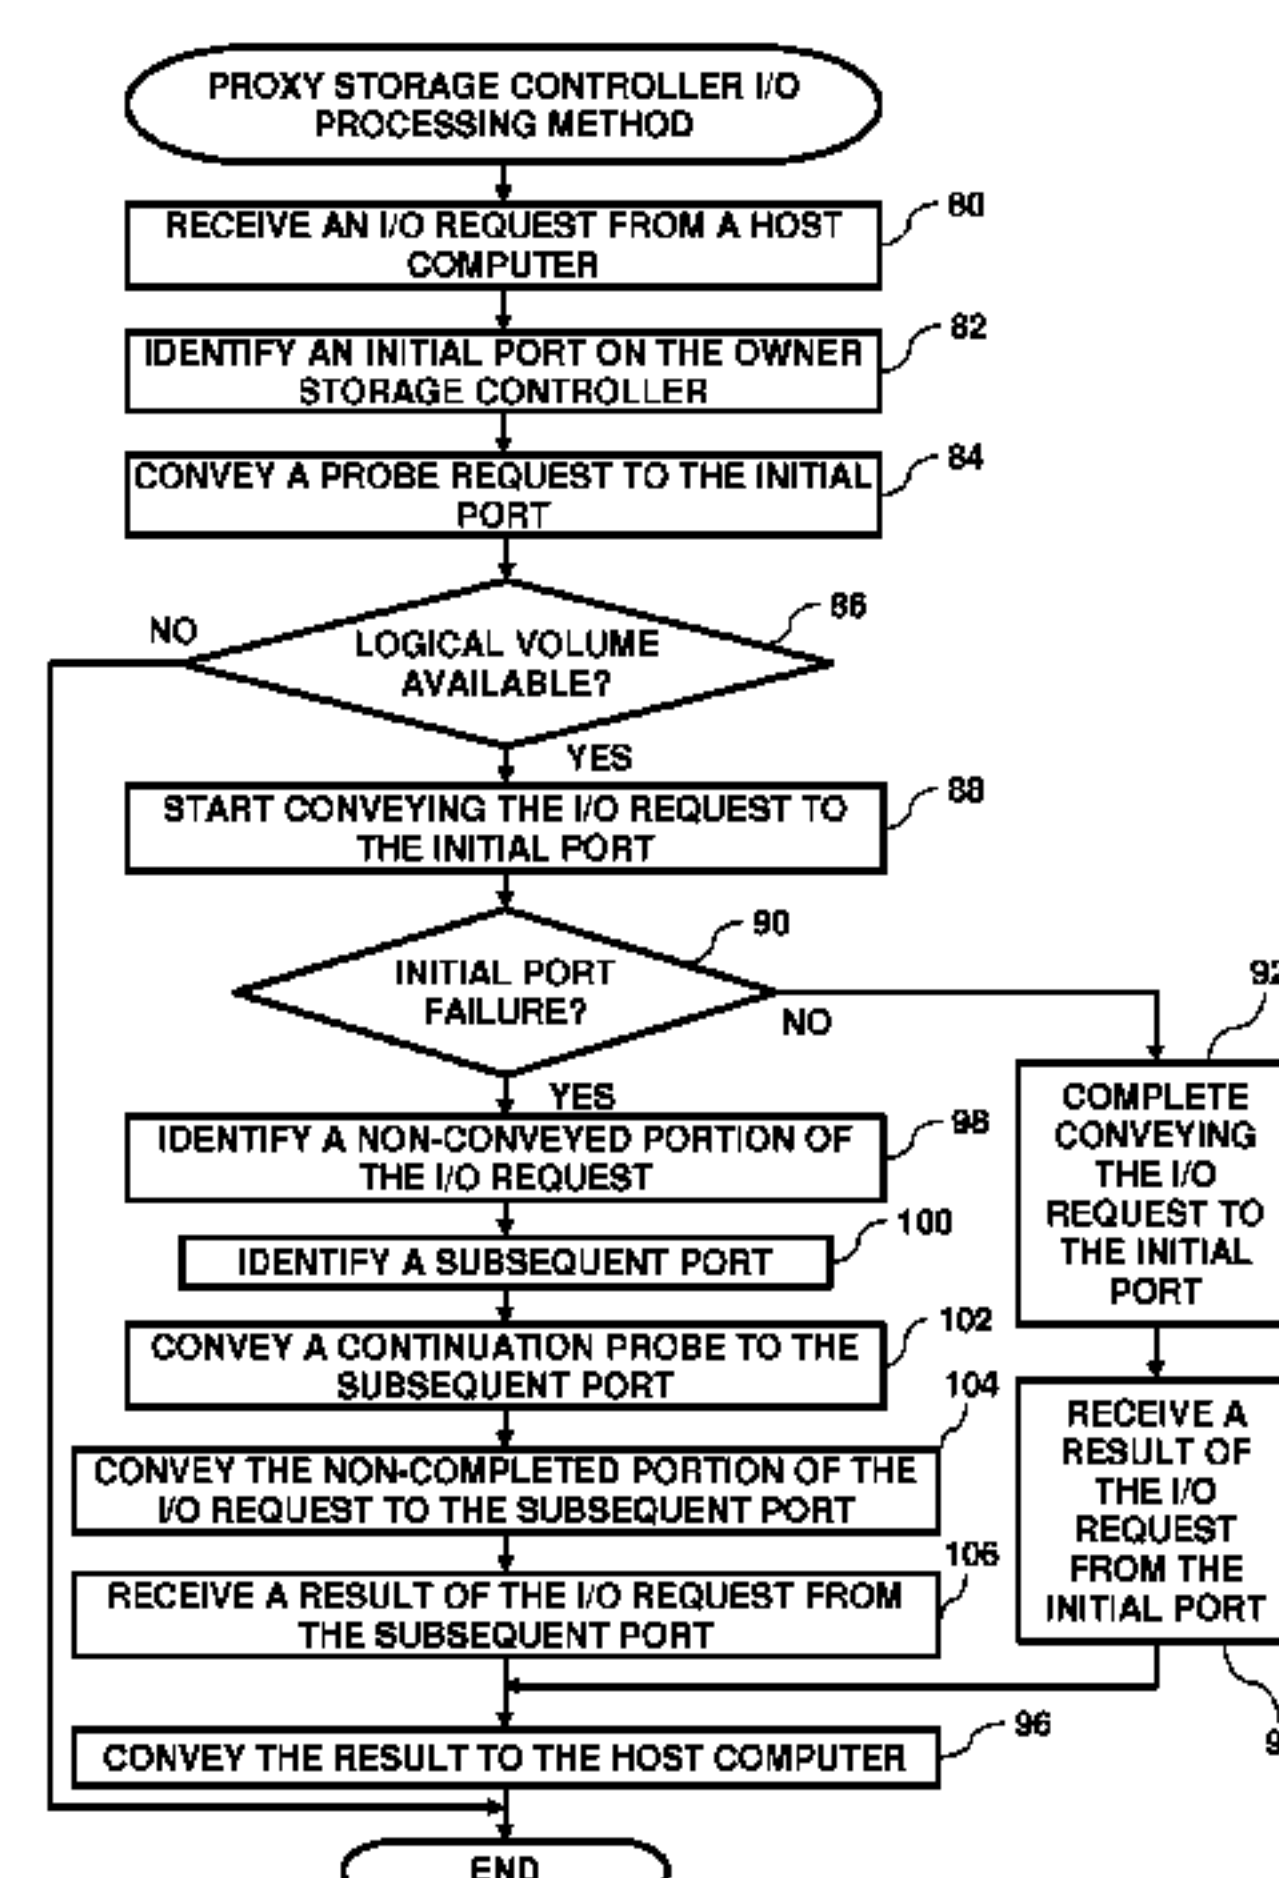 PROXY STORAGE CONTROLLER I/O
PROCESSING METHOD
RECEIVE AN I/O REQUEST FROM A HOST
COMPUTER
80
IDENTIFY AN INITIAL PORT ON THE OWNER
STORAGE CONTROLLER
82
CONVEY A PROBE REQUEST TO THE INITIAL
PORT
84
LOGICAL VOLUME
AVAILABLE?
86
NO
YES
START CONVEYING THE I/O REQUEST TO
THE INITIAL PORT
88
INITIAL PORT
FAILURE?
90
NO
YES
92
COMPLETE
CONVEYING
THE I/O
REQUEST TO
THE INITIAL
PORT
IDENTIFY A NON-CONVEYED PORTION OF
THE I/O REQUEST
98
IDENTIFY A SUBSEQUENT PORT
100
CONVEY A CONTINUATION PROBE TO THE
SUBSEQUENT PORT
102
CONVEY THE NON-COMPLETED PORTION OF THE
I/O REQUEST TO THE SUBSEQUENT PORT
104
RECEIVE A RESULT OF THE I/O REQUEST FROM
THE SUBSEQUENT PORT
106
RECEIVE A
RESULT OF
THE I/O
REQUEST
FROM THE
INITIAL PORT
CONVEY THE RESULT TO THE HOST COMPUTER
96
END